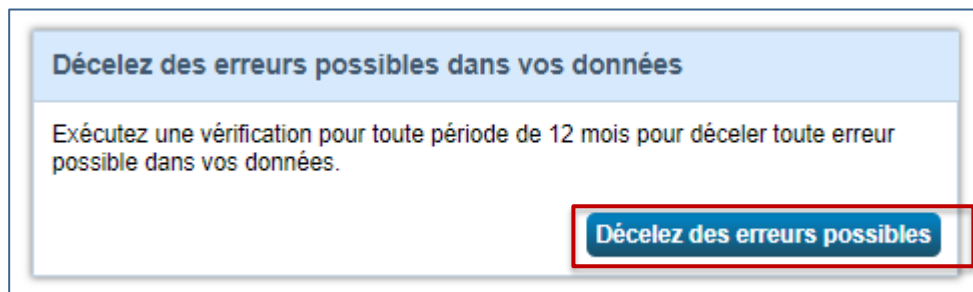 Décelez des erreurs possibles dans vos données
Exécutez une vérification pour toute période de 12 mois pour déceler toute erreur
possible dans vos données.
Décelez des erreurs possibles